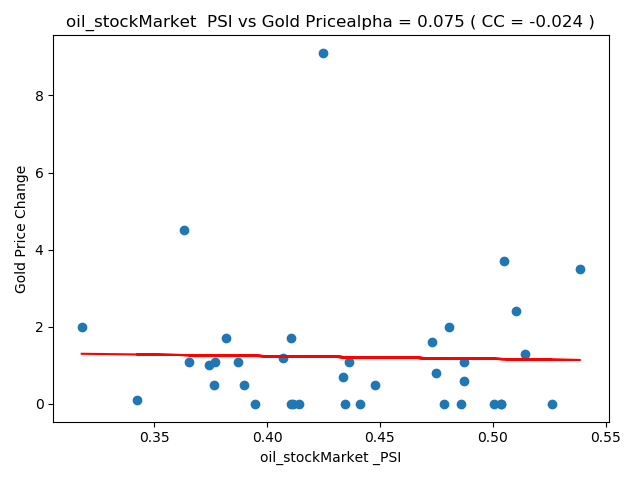 oil_stockMarket  PSI vs Gold Pricealpha = 0.075 ( CC = -0.024 )
8
6
4
2
0
Gold Price Change
0.35 0.40 0.45 0.50 0.55
oil_stockMarket _PSI